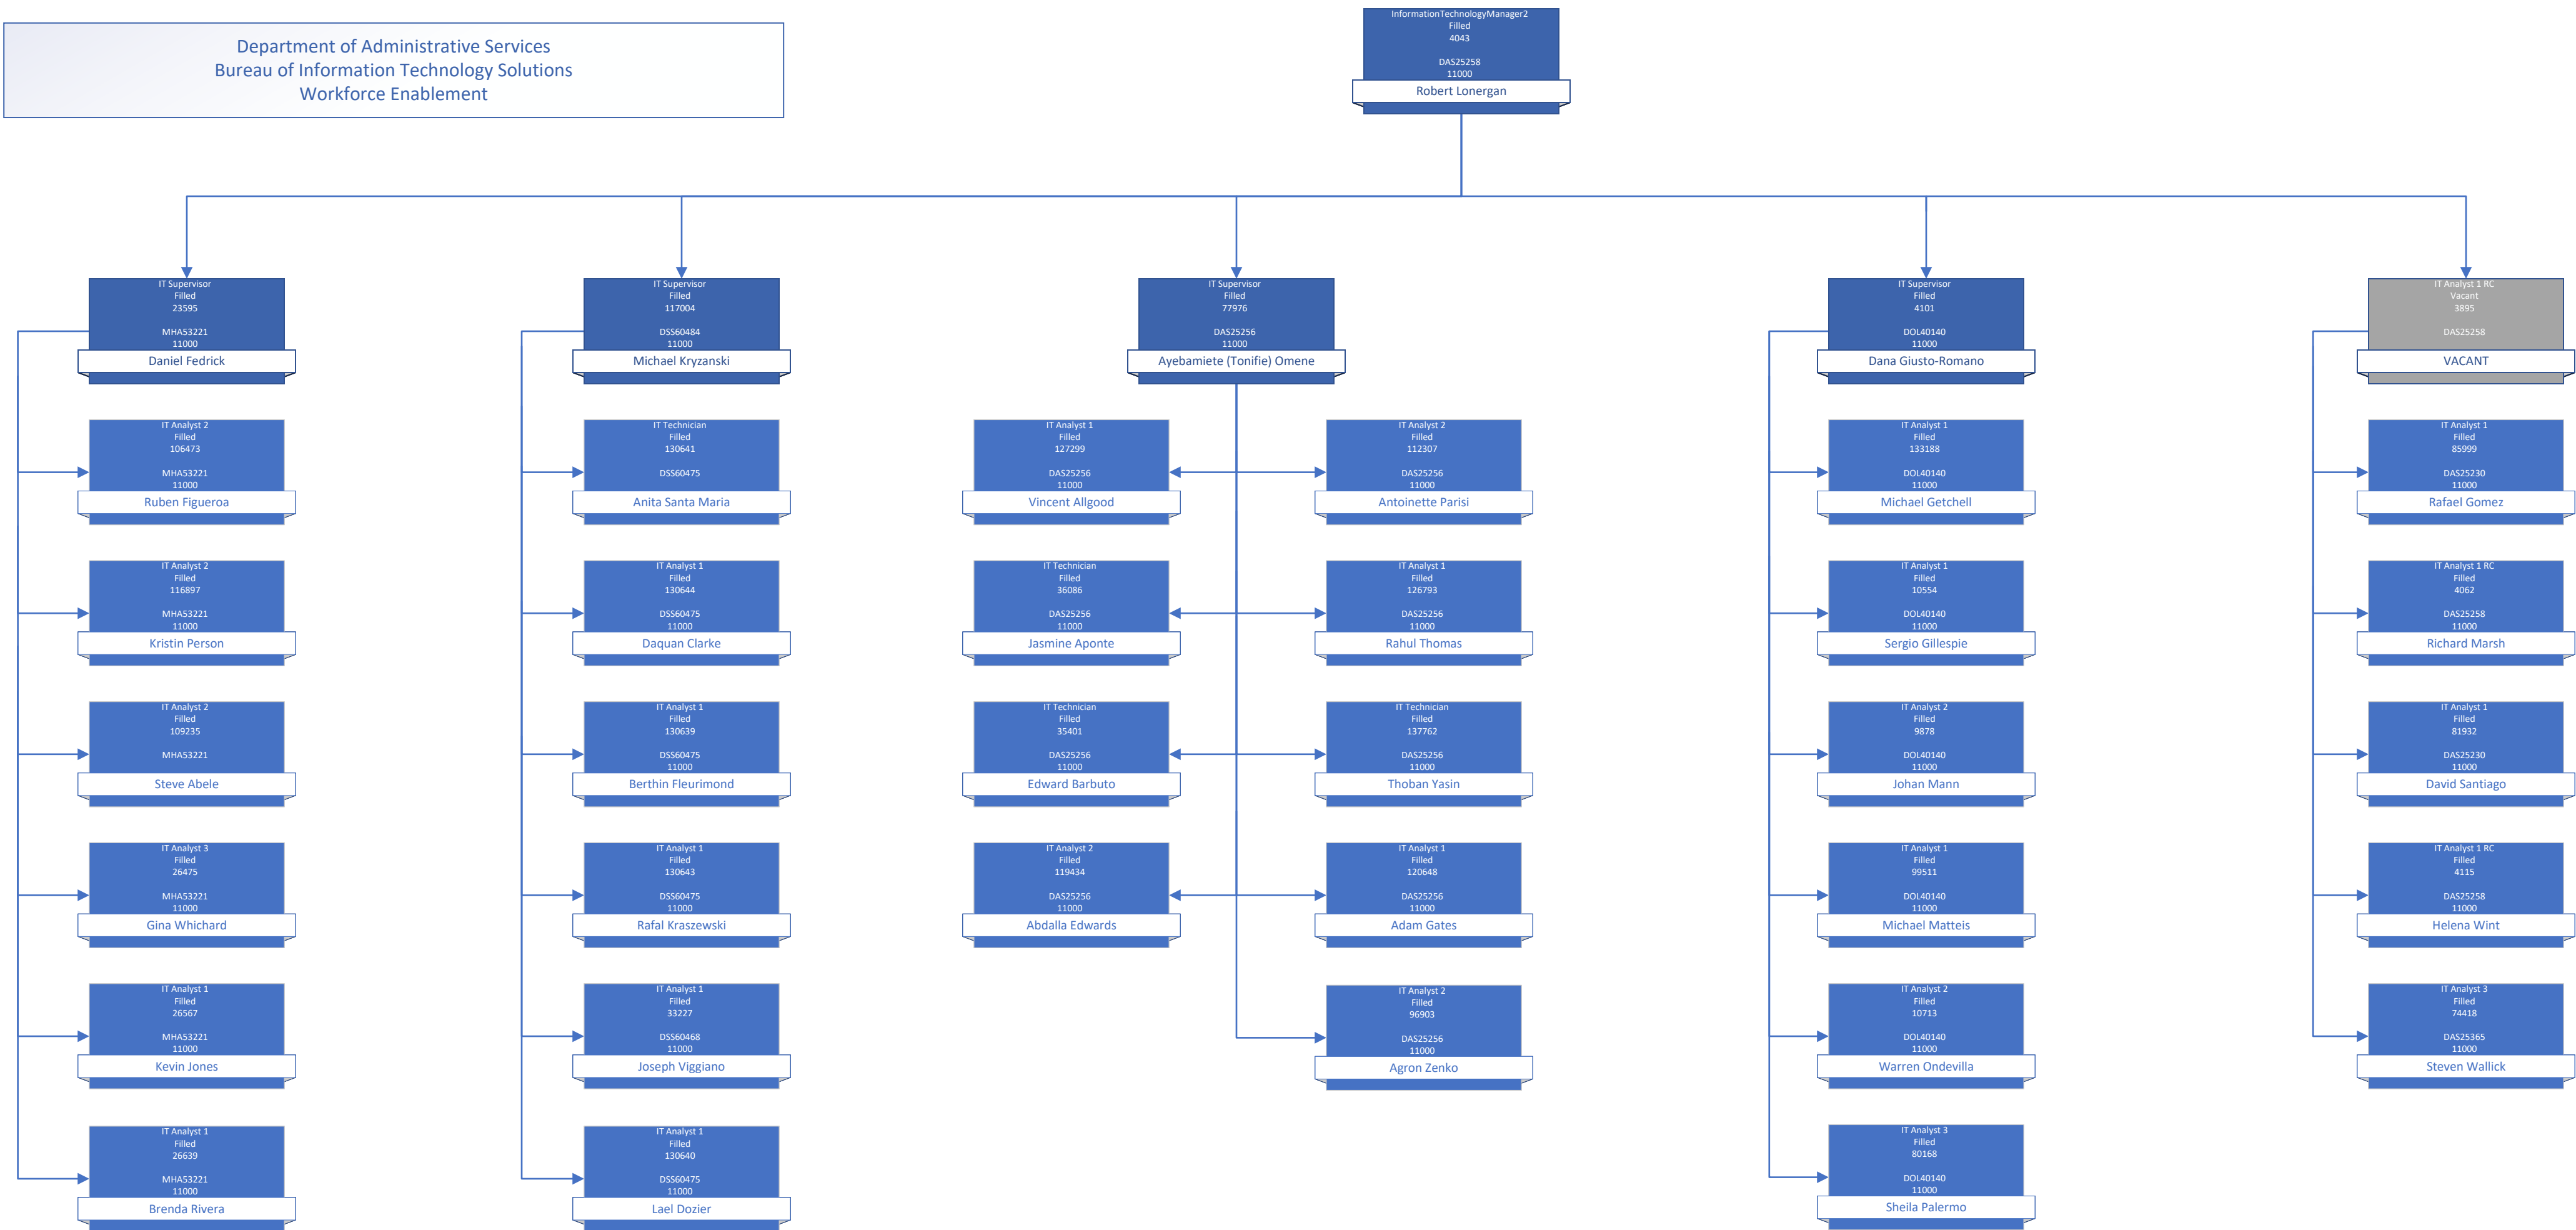 Department of Administrative Services
Bureau of Information Technology Solutions
Workforce Enablement
InformationTechnologyManager2
Filled
4043
DAS25258
11000
Robert Lonergan
IT Supervisor
Filled
23595
MHA53221
11000
Daniel Fedrick
IT Supervisor
Filled
117004
DSS60484
11000
Michael Kryzanski
IT Supervisor
Filled
77976
DAS25256
11000
Ayebamiete (Tonifie) Omene
IT Supervisor
Filled
4101
DOL40140
11000
Dana Giusto-Romano
IT Analyst 1 RC
Vacant
3895
DAS25258
VACANT
IT Analyst 2
Filled
106473
MHA53221
11000
Ruben Figueroa
IT Technician
Filled
130641
DSS60475
Anita Santa Maria
IT Analyst 1
Filled
127299
DAS25256
11000
Vincent Allgood
IT Analyst 2
Filled
112307
DAS25256
11000
Antoinette Parisi
IT Analyst 1
Filled
133188
DOL40140
11000
Michael Getchell
IT Analyst 1
Filled
85999
DAS25230
11000
Rafael Gomez
IT Analyst 2
Filled
116897
MHA53221
11000
Kristin Person
IT Analyst 1
Filled
130644
DSS60475
11000
Daquan Clarke
IT Technician
Filled
36086
DAS25256
11000
Jasmine Aponte
IT Analyst 1
Filled
126793
DAS25256
11000
Rahul Thomas
IT Analyst 1
Filled
10554
DOL40140
11000
Sergio Gillespie
IT Analyst 1 RC
Filled
4062
DAS25258
11000
Richard Marsh
IT Analyst 2
Filled
109235
MHA53221
Steve Abele
IT Analyst 1
Filled
130639
DSS60475
11000
Berthin Fleurimond
IT Technician
Filled
35401
DAS25256
11000
Edward Barbuto
IT Technician
Filled
137762
DAS25256
11000
Thoban Yasin
IT Analyst 2
Filled
9878
DOL40140
11000
Johan Mann
IT Analyst 1
Filled
81932
DAS25230
11000
David Santiago
IT Analyst 3
Filled
26475
MHA53221
11000
Gina Whichard
IT Analyst 1
Filled
130643
DSS60475
11000
Rafal Kraszewski
IT Analyst 2
Filled
119434
DAS25256
11000
Abdalla Edwards
IT Analyst 1
Filled
120648
DAS25256
11000
Adam Gates
IT Analyst 1
Filled
99511
DOL40140
11000
Michael Matteis
IT Analyst 1 RC
Filled
4115
DAS25258
11000
Helena Wint
IT Analyst 1
Filled
26567
MHA53221
11000
Kevin Jones
IT Analyst 1
Filled
33227
DSS60468
11000
Joseph Viggiano
IT Analyst 2
Filled
96903
DAS25256
11000
Agron Zenko
IT Analyst 2
Filled
10713
DOL40140
11000
Warren Ondevilla
IT Analyst 3
Filled
74418
DAS25365
11000
Steven Wallick
IT Analyst 1
Filled
26639
MHA53221
11000
Brenda Rivera
IT Analyst 1
Filled
130640
DSS60475
11000
Lael Dozier
IT Analyst 3
Filled
80168
DOL40140
11000
Sheila Palermo